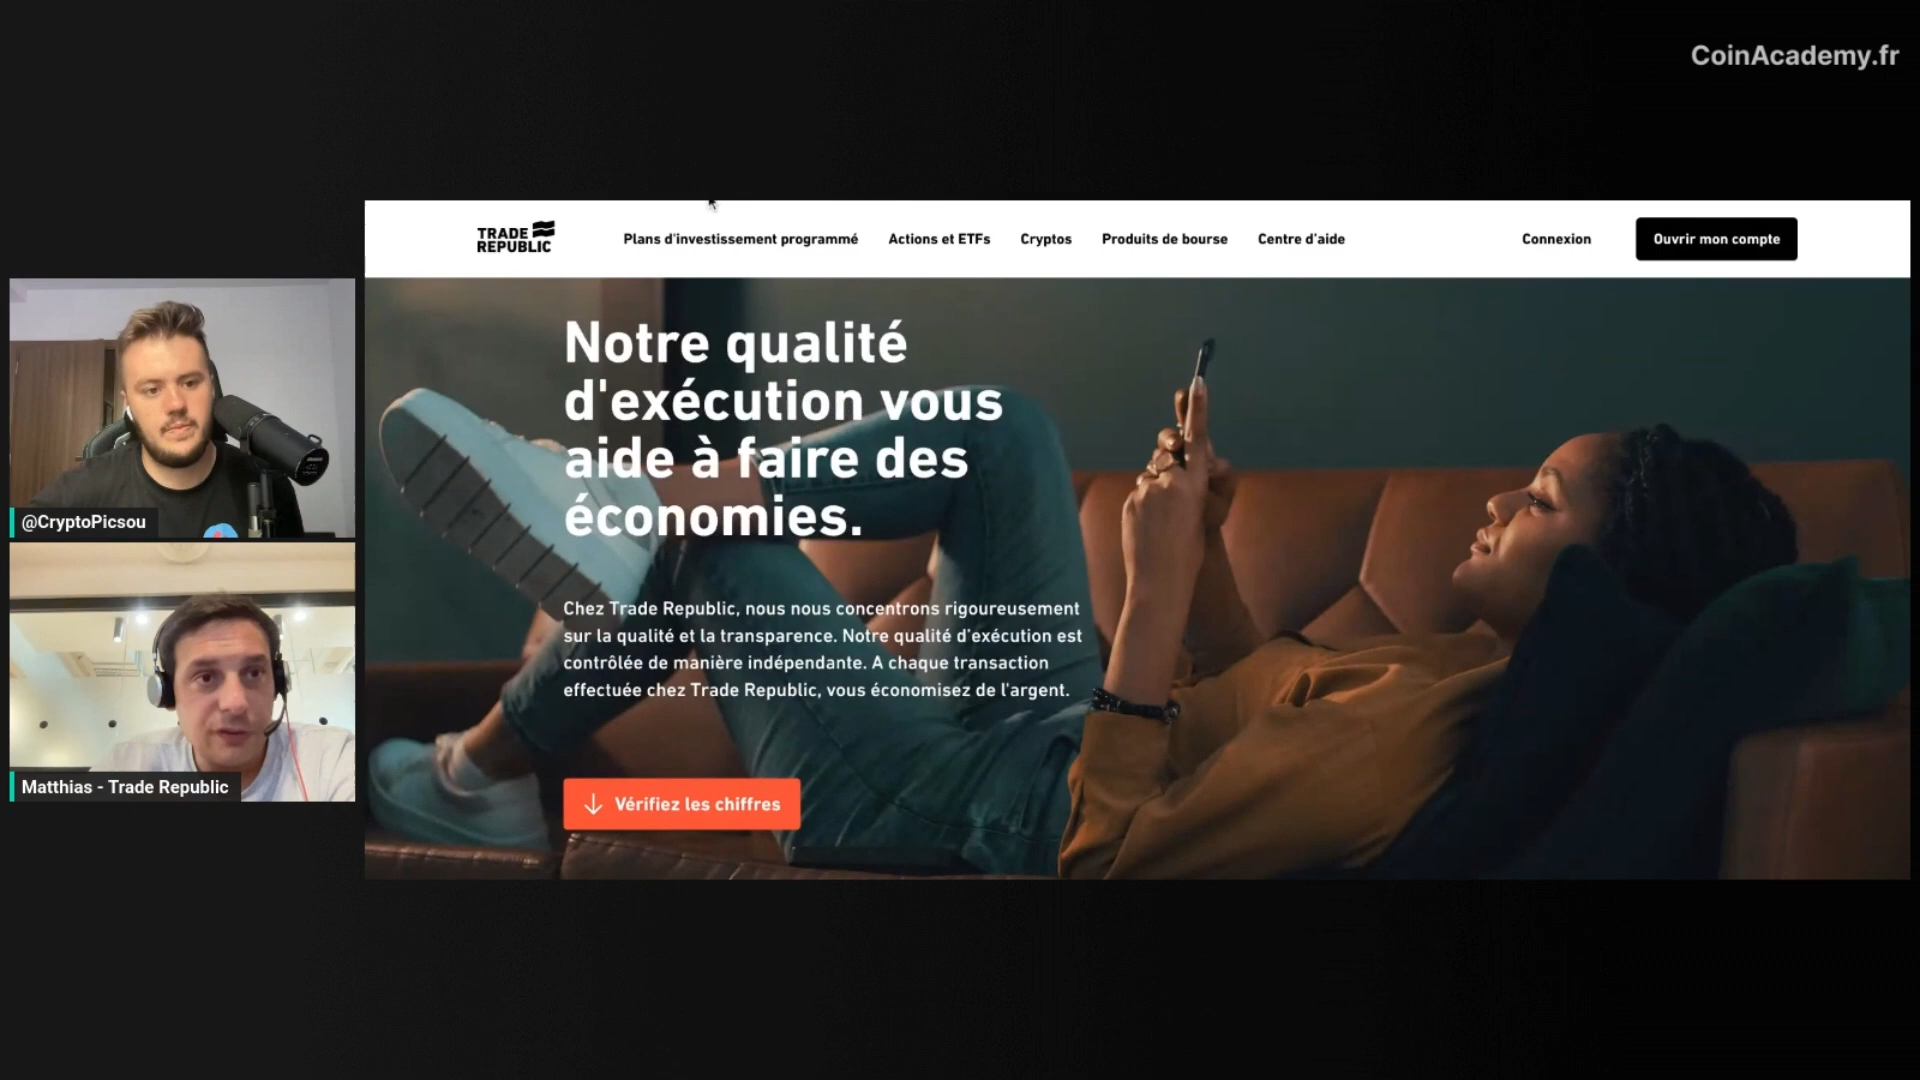 CoinAcademy.fr
TRADE
REPUBLIC
Plans d'investissement programmé
Actions et ETFs
Cryptos
Produits de bourse
Centre d’aide
Connexion
Ouvrir mon compte
Notre qualité
d'exécution vous
aide à faire des
économies.
Chez Trade Republic, nous nous concentrons rigoureusement
sur la qualité et la transparence. Notre qualité d’exécution est
contrôlée de manière indépendante. A chaque transaction
effectuée chez Trade Republic, vous économisez de l'argent.
Vérifiez les chiffres
@CryptoPicsou
Matthias - Trade Republic